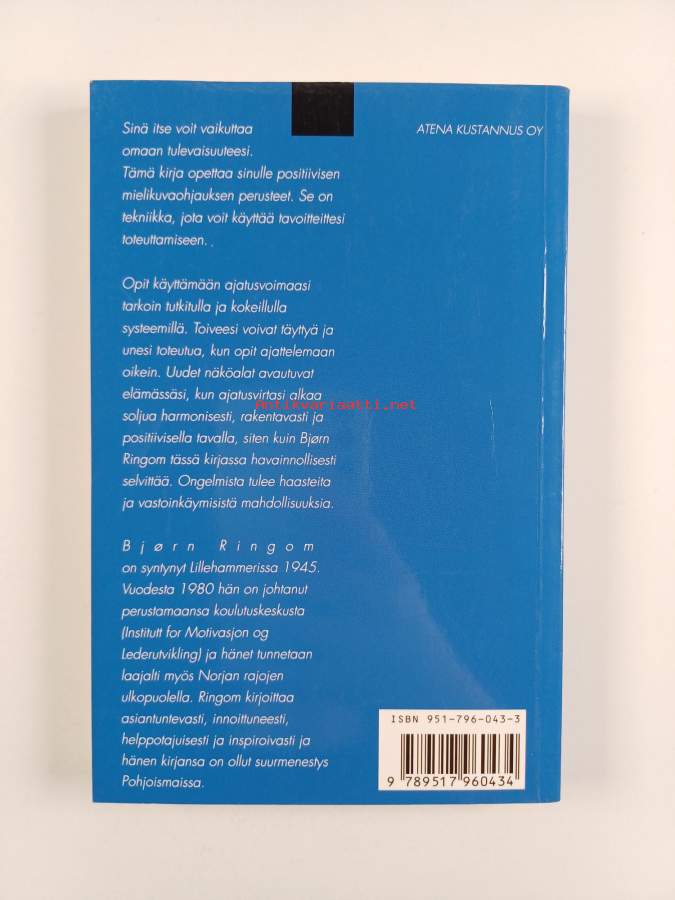 Sinä itse voit vaikuttaa
omaan tulevaisuuteesi.
Tämä kirja opettaa sinulle positiivisen
mielikuvaohjauksen perusteet. Se on
tekniikka, jota voit käyttää tavoitteittesi
toteuttamiseen. .
ATENA KUSTANNUS OY
Opit käyttämään ajatusvoimaasi
tarkoin tutkitulla ja kokeillulla
systeemillä. Toiveesi voivat täyttyä ja
unesi toteutua, kun opit ajattelemaan
oikein. Uudet näköalat avautuvat
elämässäsi, kun ajatusvirtasi alkaa
soljua harmonisesti, rakentavasti ja
positiivisella tavalla, siten kuin Bjørn
Ringom tässä kirjassa havainnollisesti
selvittää. Ongelmista tulee haasteita
ja vastoinkäymisistä mahdollisuuksia.
Antikvariaatti.net
Bjørn Ringom
on syntynyt Lillehammerissa 1945.
Vuodesta 1980 hän on johtanut
perustamaansa koulutuskeskusta
(Institutt for Motivasjon og
Lederutvikling) ja hänet tunnetaan
laajalti myös Norjan rajojen
ulkopuolella. Ringom kirjoittaa
asiantuntevasti, innoittuneesti,
helppotajuisesti ja inspiroivasti ja
hänen kirjansa on ollut suurmenestys
Pohjoismaissa.
ISBN 951-796-043-3
9 789517 960434